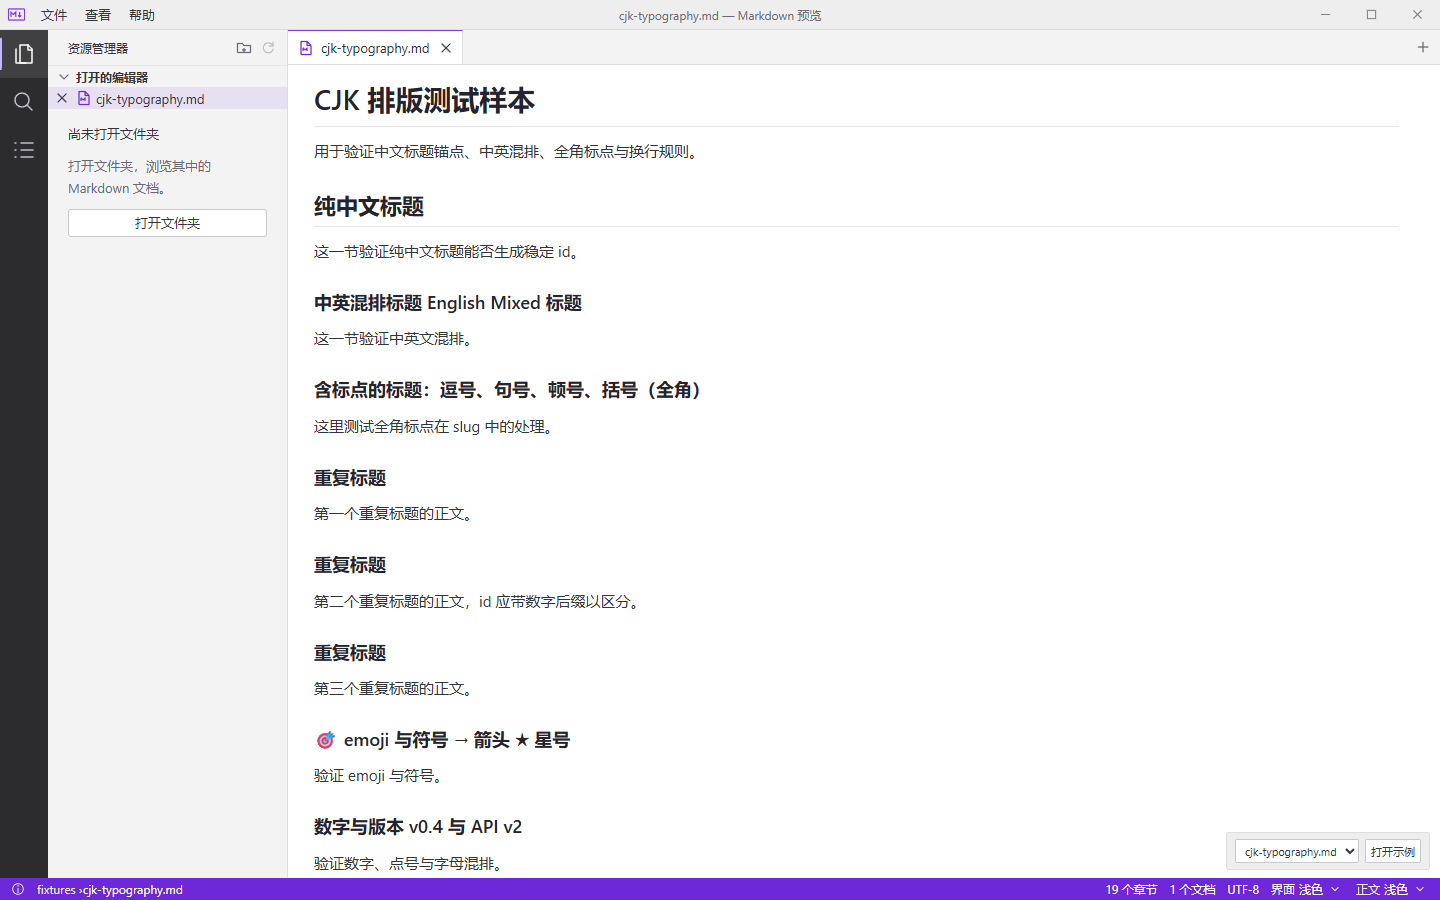 文件 查看 帮助
cjk-typography.md — Markdown 预览
资源管理器
打开的编辑器
cjk-typography.md
尚未打开文件夹
打开文件夹，浏览其中的
Markdown 文档。
打开文件夹
cjk-typography.md
CJK 排版测试样本
用于验证中文标题锚点、中英混排、全角标点与换行规则。
纯中文标题
这一节验证纯中文标题能否生成稳定 id。
中英混排标题 English Mixed 标题
这一节验证中英文混排。
含标点的标题：逗号、句号、顿号、括号（全角）
这里测试全角标点在 slug 中的处理。
重复标题
第一个重复标题的正文。
重复标题
第二个重复标题的正文，id 应带数字后缀以区分。
重复标题
第三个重复标题的正文。
🎯 emoji 与符号 → 箭头 ★ 星号
验证 emoji 与符号。
数字与版本 v0.4 与 API v2
验证数字、点号与字母混排。
cjk-typography.md 打开示例
fixtures ›cjk-typography.md
19 个章节 1 个文档 UTF-8 界面 浅色 正文 浅色